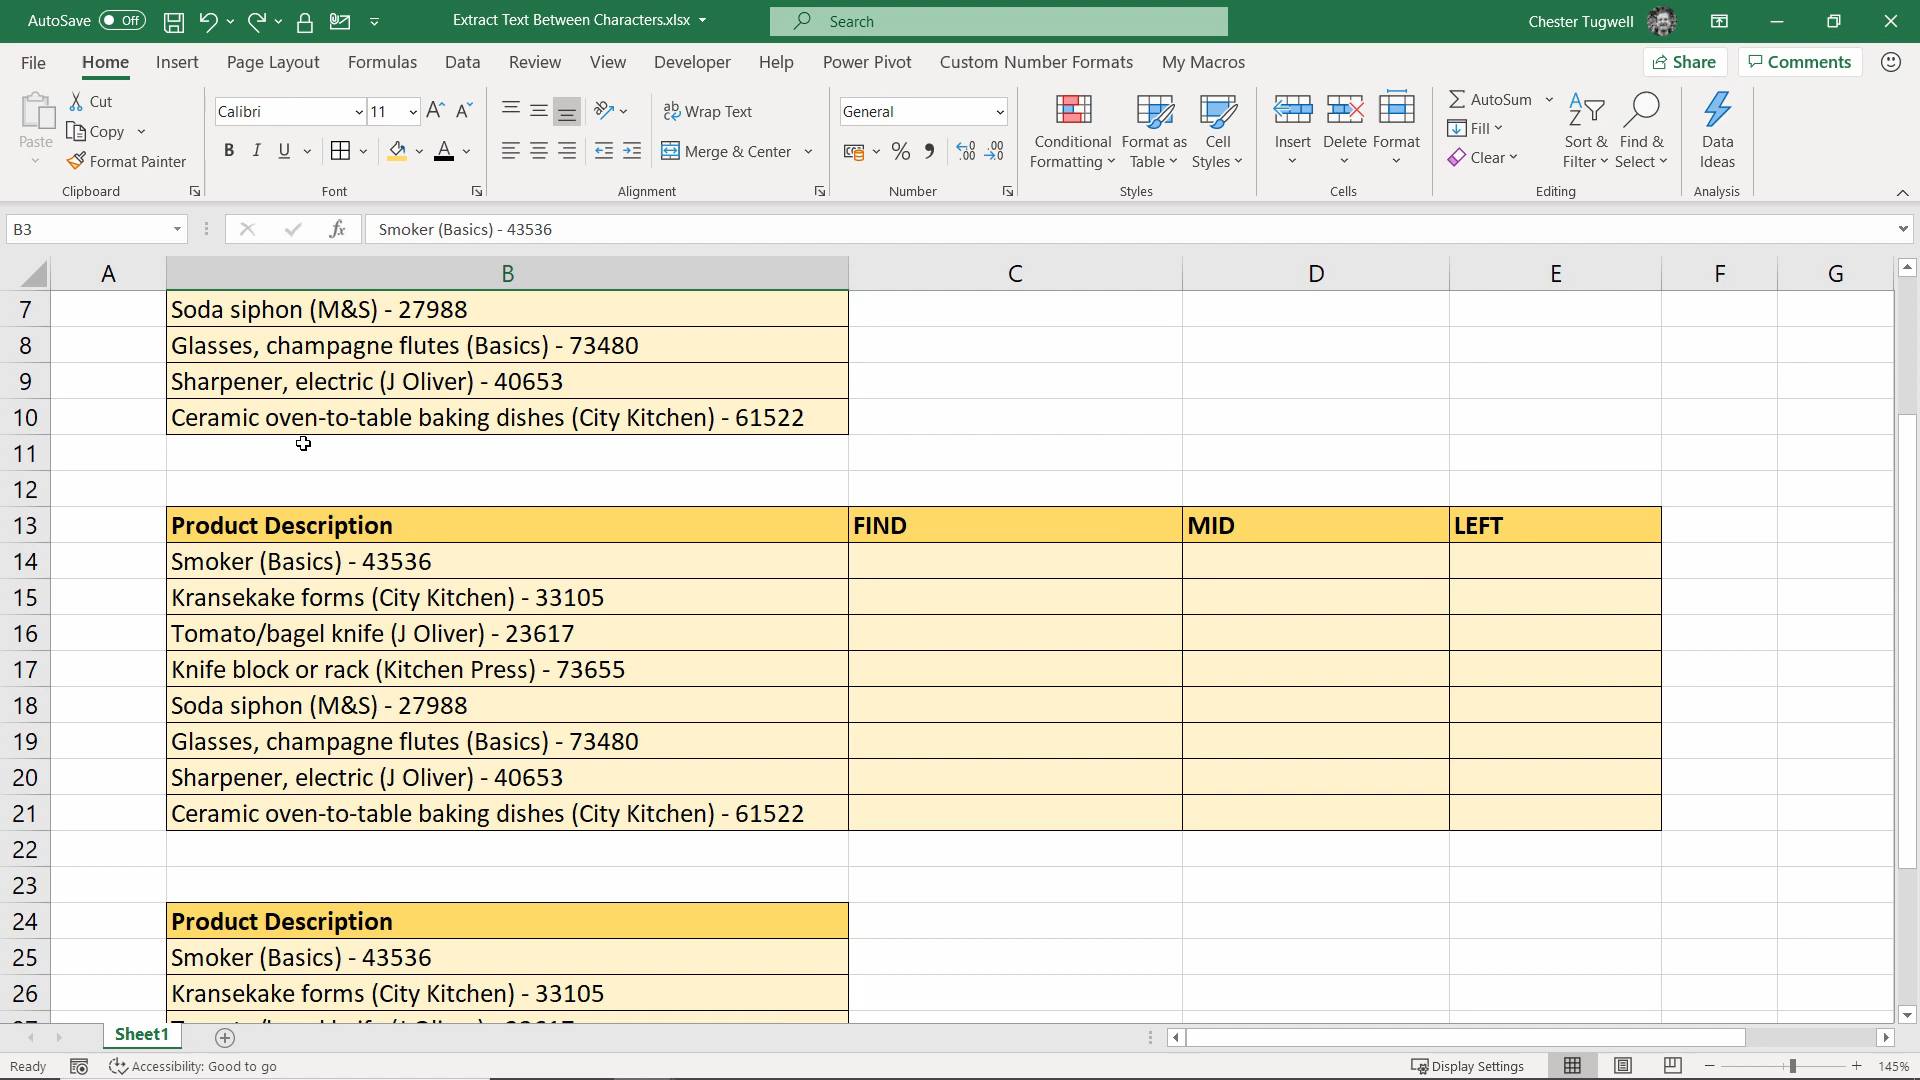 AutoSave Off Extract Text Between Characters.xlsx Search Chester Tugwell
File Home Insert Page Layout Formulas Data Review View Developer Help Power Pivot Custom Number Formats My Macros Share Comments
Paste Cut Copy Format Painter Clipboard
Calibri 11 B I U A Font
ab Wrap Text Merge & Center Alignment
General % Number
Conditional Formatting Format as Table Cell Styles Styles
Insert Delete Format Cells
AutoSum Fill Clear Sort & Filter Find & Select Editing
Data Ideas Analysis
B3 fx Smoker (Basics) - 43536
A B C D E F G
7 Soda siphon (M&S) - 27988
8 Glasses, champagne flutes (Basics) - 73480
9 Sharpener, electric (J Oliver) - 40653
10 Ceramic oven-to-table baking dishes (City Kitchen) - 61522
11
12
13 Product Description FIND MID LEFT
14 Smoker (Basics) - 43536
15 Kransekake forms (City Kitchen) - 33105
16 Tomato/bagel knife (J Oliver) - 23617
17 Knife block or rack (Kitchen Press) - 73655
18 Soda siphon (M&S) - 27988
19 Glasses, champagne flutes (Basics) - 73480
20 Sharpener, electric (J Oliver) - 40653
21 Ceramic oven-to-table baking dishes (City Kitchen) - 61522
22
23
24 Product Description
25 Smoker (Basics) - 43536
26 Kransekake forms (City Kitchen) - 33105
Sheet1
Ready Accessibility: Good to go Display Settings 145%